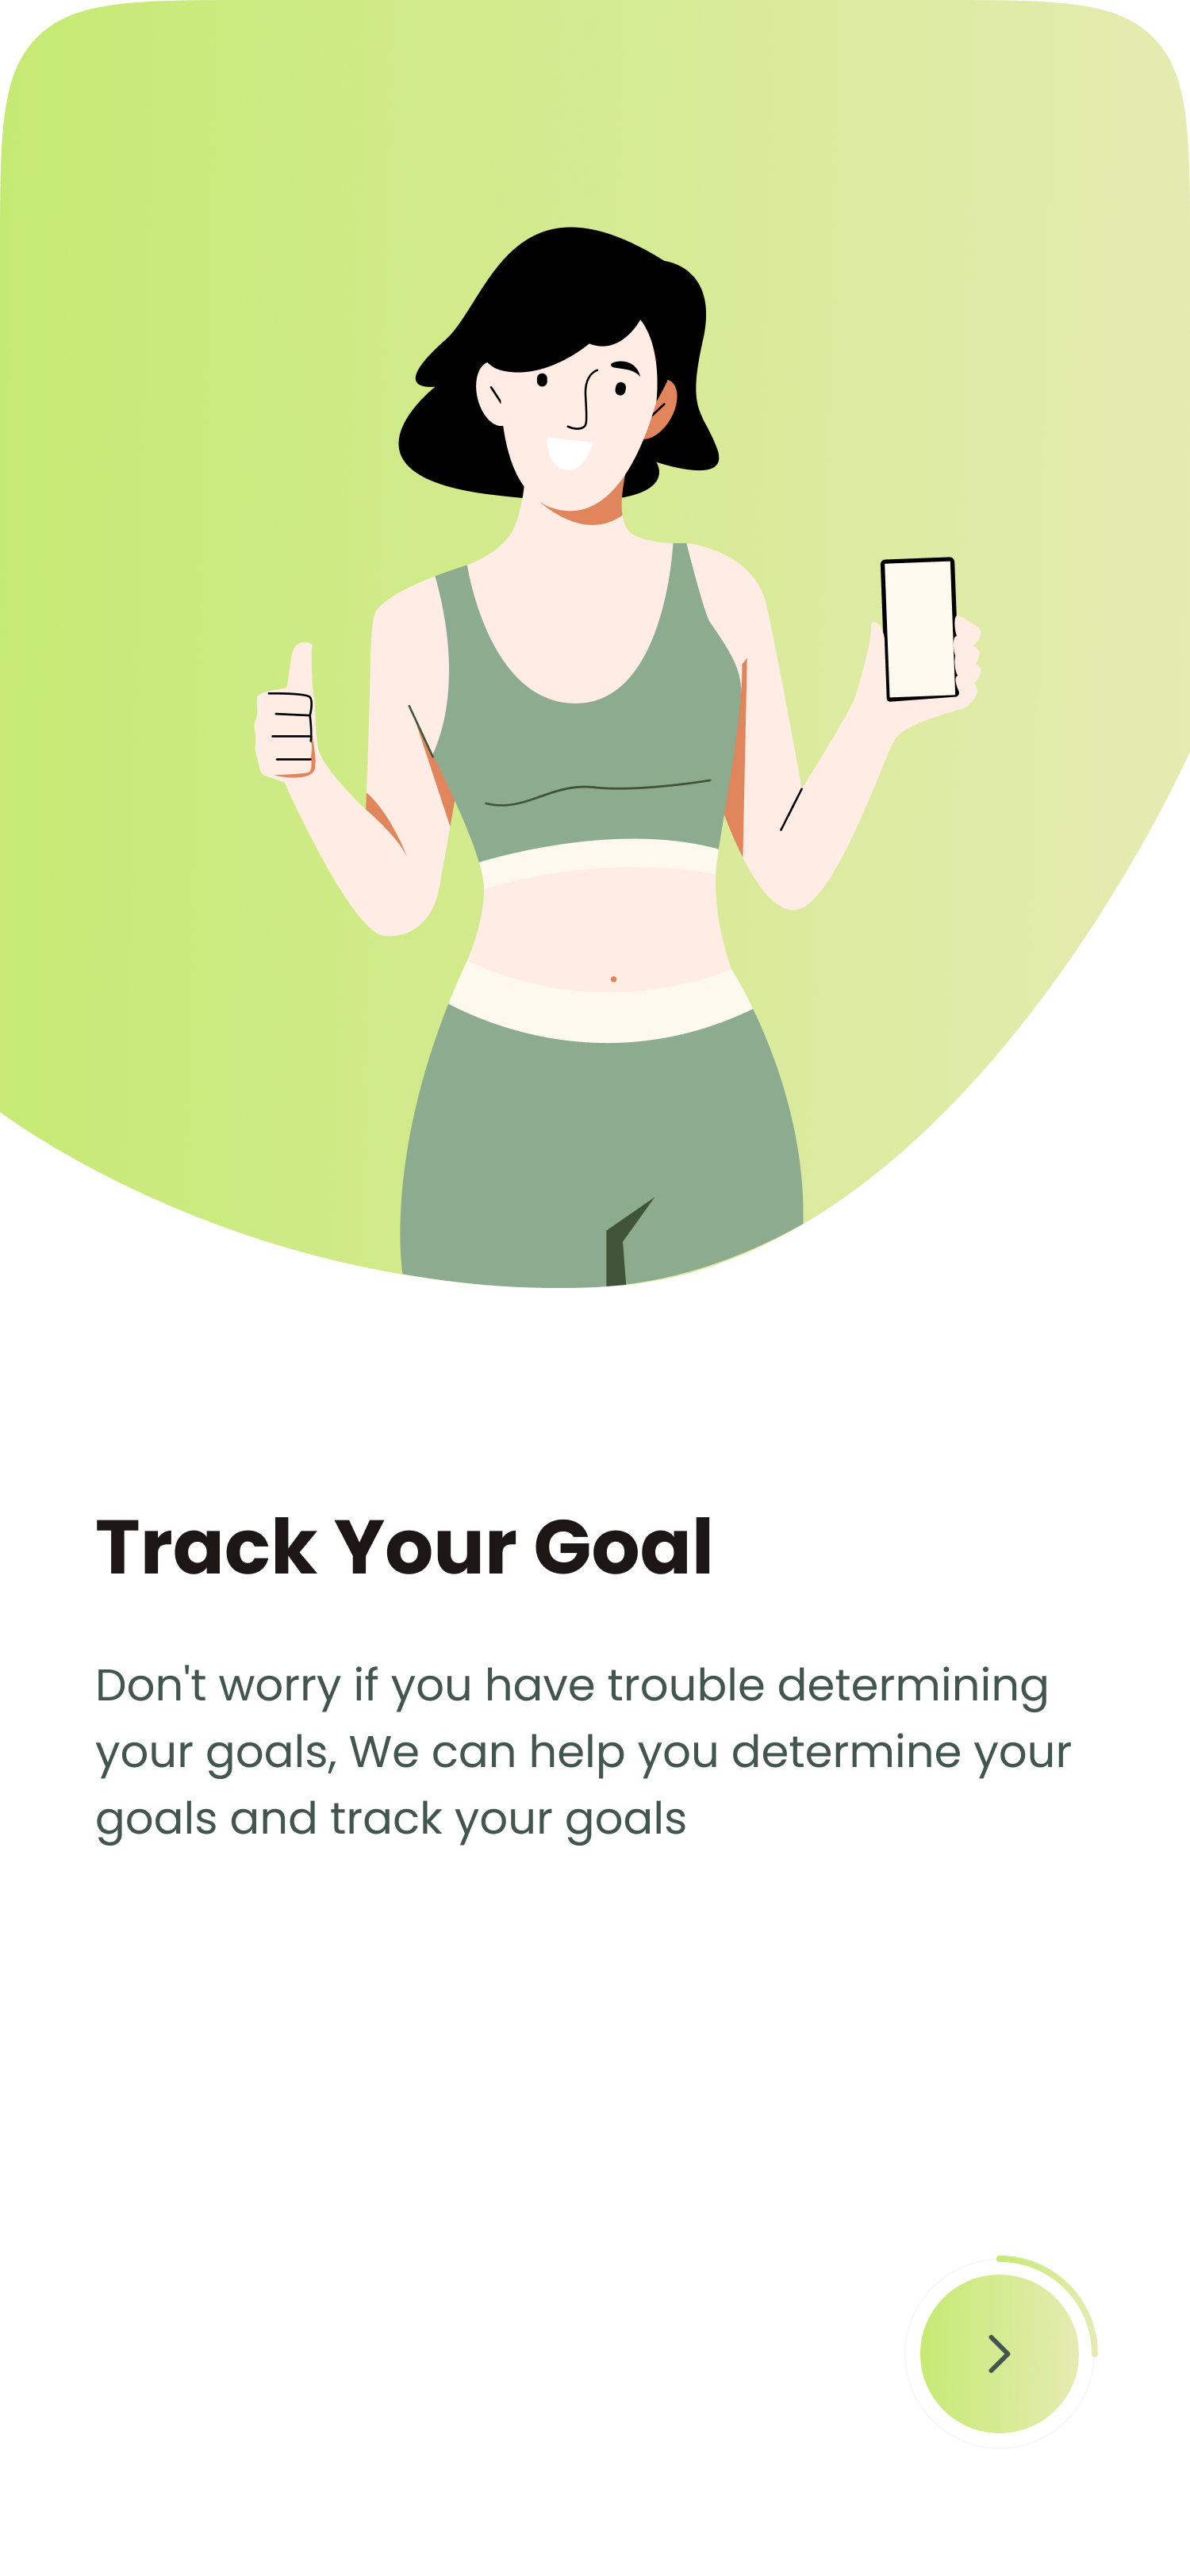 Track Your Goal
Don't worry if you have trouble determining
your goals, We can help you determine your
goals and track your goals